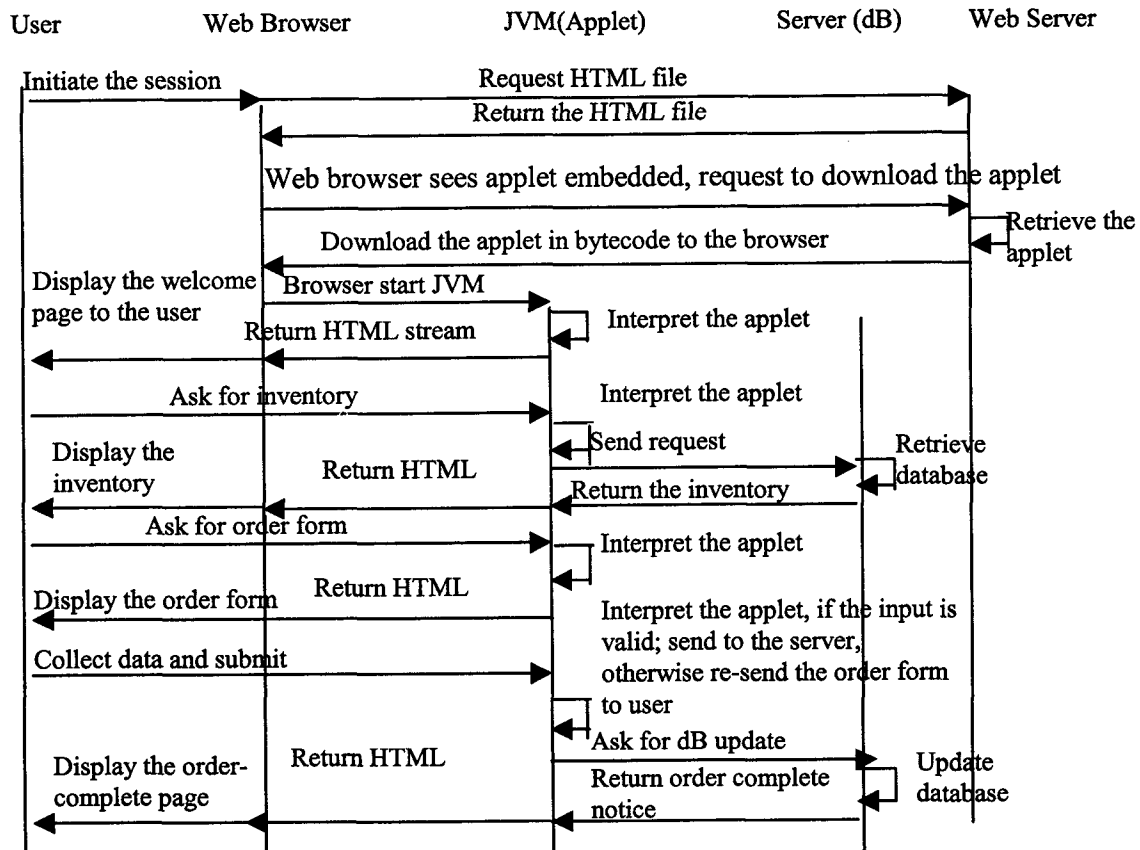 User Web Browser JVM(Applet) Server (dB) Web Server
Initiate the session
Request HTML file
Return the HTML file
Web browser sees applet embedded, request to download the applet
Retrieve the
applet
Download the applet in bytecode to the browser
Display the welcome
page to the user
Browser start JVM
Interpret the applet
Return HTML stream
Ask for inventory
Interpret the applet
Send request
Retrieve
database
Display the
inventory
Return HTML
Return the inventory
Ask for order form
Interpret the applet
Return HTML
Display the order form
Interpret the applet, if the input is
valid; send to the server,
otherwise re-send the order form
to user
Collect data and submit
Ask for dB update
Update
database
Return HTML
Display the order-
complete page
Return order complete
notice